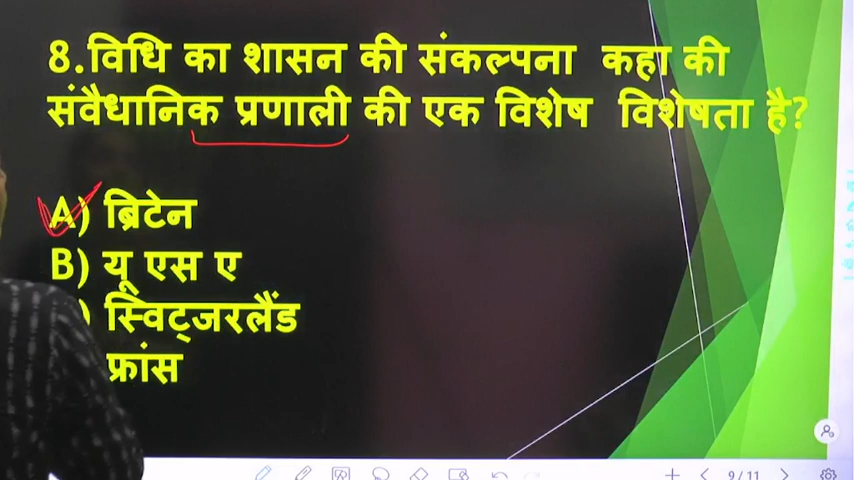 8.विधि का शासन की संकल्पना कहा की
संवैधानिक प्रणाली की एक विशेष विशेषता है?
A) ब्रिटेन
B) यू एस ए
) स्विट्जरलैंड
फ्रांस
9/11